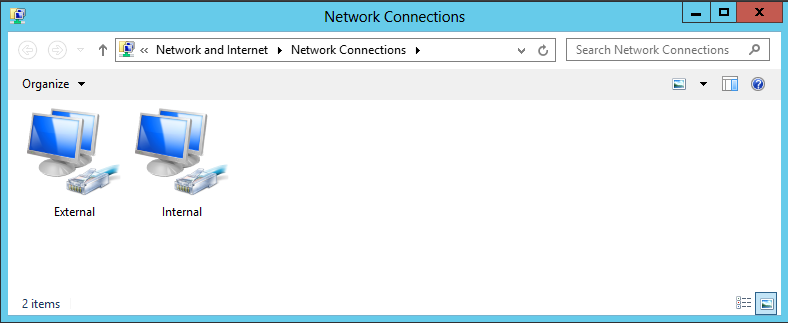 Network Connections
« Network and Internet Network Connections
Search Network Connections
Organize
External
Internal
2 items